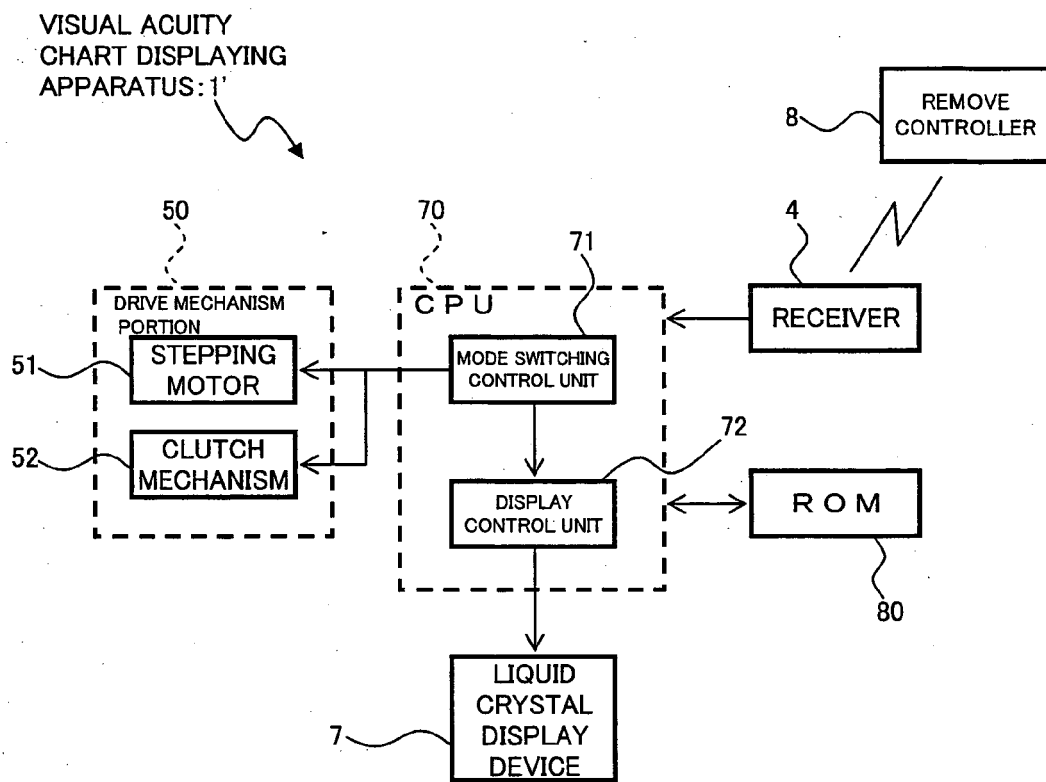 VISUAL ACUITY
CHART DISPLAYING
APPARATUS:1'
8
REMOVE
CONTROLLER
50
70
71
4
DRIVE MECHANISM
PORTION
CPU
RECEIVER
51
STEPPING
MOTOR
MODE SWITCHING
CONTROL UNIT
72
52
CLUTCH
MECHANISM
DISPLAY
CONTROL UNIT
ROM
80
LIQUID
CRYSTAL
DISPLAY
DEVICE
7